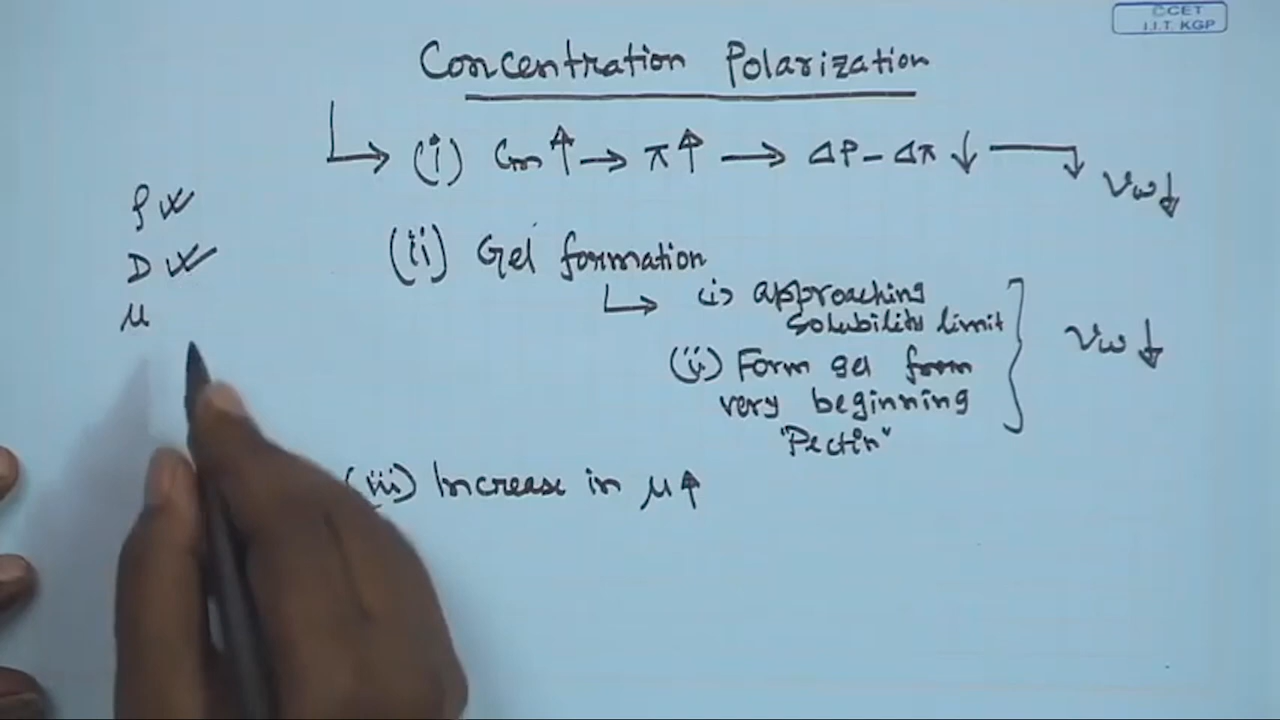 ©CET
I.I.T. KGP
Concentration Polarization
(i) Cm↑ → π↑ → ΔP - Δπ ↓ → Vw↓
ρ
D
μ
(ii) Gel formation
(i) approaching
solubility limit
Vw↓
(ii) Form gel from
very beginning
"Pectin"
(iii) Increase in μ↑